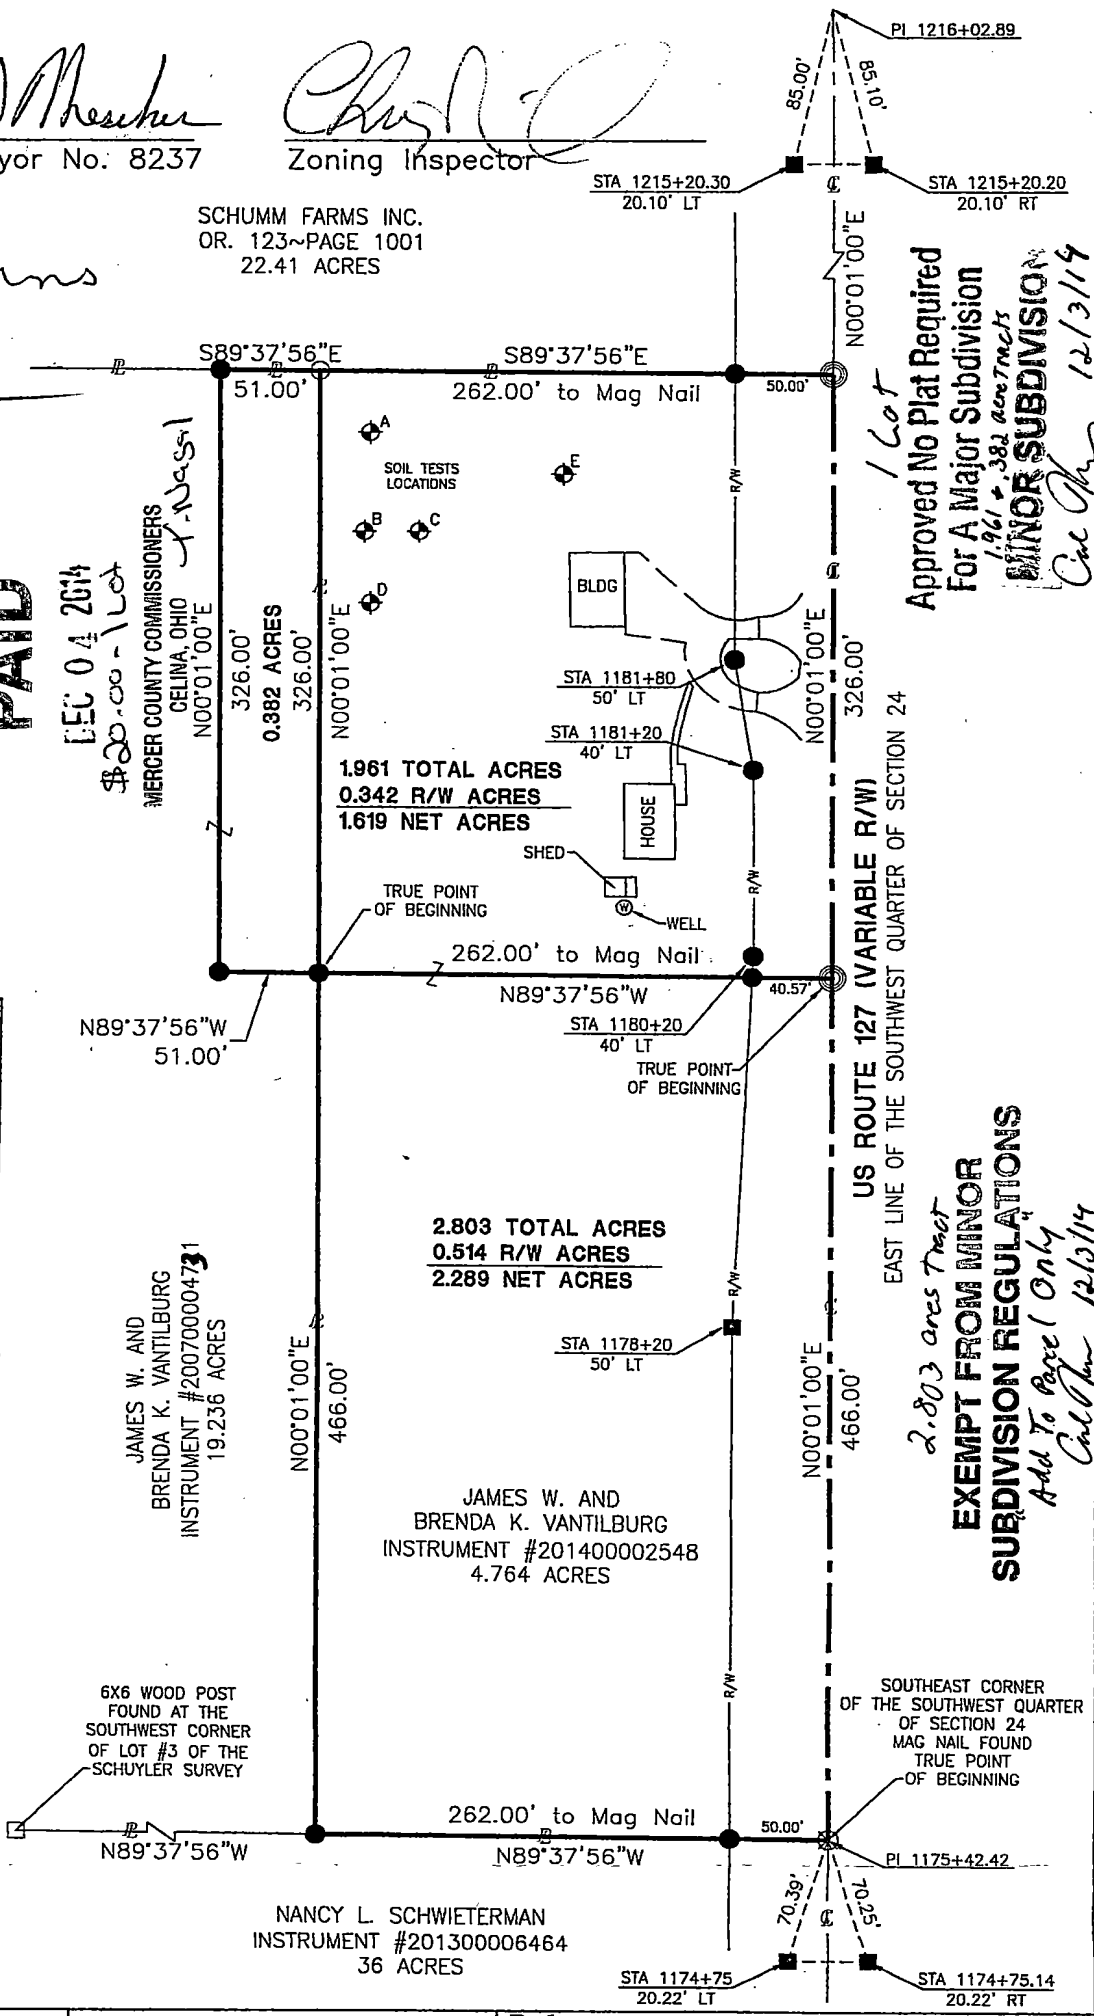 PI 1216+02.89
85.00'
85.10'
yor No. 8237
Zoning Inspector
STA 1215+20.30
20.10' LT
STA 1215+20.20
20.10' RT
SCHUMM FARMS INC.
OR. 123~PAGE 1001
22.41 ACRES
N00°01'00"E
S89°37'56"E
51.00'
S89°37'56"E
262.00' to Mag Nail
50.00'
1 Lot
Approved No Plat Required
For A Major Subdivision
1.961 + .382 acre tracts
MINOR SUBDIVISION
12/3/14
A
SOIL TESTS
LOCATIONS
E
B
C
D
R/W
PAID
DEC 04 2014
$20.00 - 1 Lot
MERCER COUNTY COMMISSIONERS
CELINA, OHIO
N00°01'00"E
326.00'
0.382 ACRES
326.00'
N00°01'00"E
BLDG
STA 1181+80
50' LT
STA 1181+20
40' LT
N00°01'00"E
326.00'
1.961 TOTAL ACRES
0.342 R/W ACRES
1.619 NET ACRES
HOUSE
SHED
W
WELL
R/W
TRUE POINT
OF BEGINNING
262.00' to Mag Nail
N89°37'56"W
40.57'
N89°37'56"W
51.00'
STA 1180+20
40' LT
TRUE POINT
OF BEGINNING
US ROUTE 127 (VARIABLE R/W)
EAST LINE OF THE SOUTHWEST QUARTER OF SECTION 24
2.803 TOTAL ACRES
0.514 R/W ACRES
2.289 NET ACRES
R/W
STA 1178+20
50' LT
JAMES W. AND
BRENDA K. VANTILBURG
INSTRUMENT #200700004731
19.236 ACRES
N00°01'00"E
466.00'
N00°01'00"E
466.00'
2.803 acres Tract
EXEMPT FROM MINOR
SUBDIVISION REGULATIONS
"Add To Parcel Only"
12/3/14
JAMES W. AND
BRENDA K. VANTILBURG
INSTRUMENT #201400002548
4.764 ACRES
R/W
6X6 WOOD POST
FOUND AT THE
SOUTHWEST CORNER
OF LOT #3 OF THE
SCHUYLER SURVEY
SOUTHEAST CORNER
OF THE SOUTHWEST QUARTER
OF SECTION 24
MAG NAIL FOUND
TRUE POINT
OF BEGINNING
262.00' to Mag Nail
50.00'
N89°37'56"W
N89°37'56"W
PI 1175+42.42
70.39'
70.25'
NANCY L. SCHWIETERMAN
INSTRUMENT #201300006464
36 ACRES
STA 1174+75
20.22' LT
STA 1174+75.14
20.22' RT